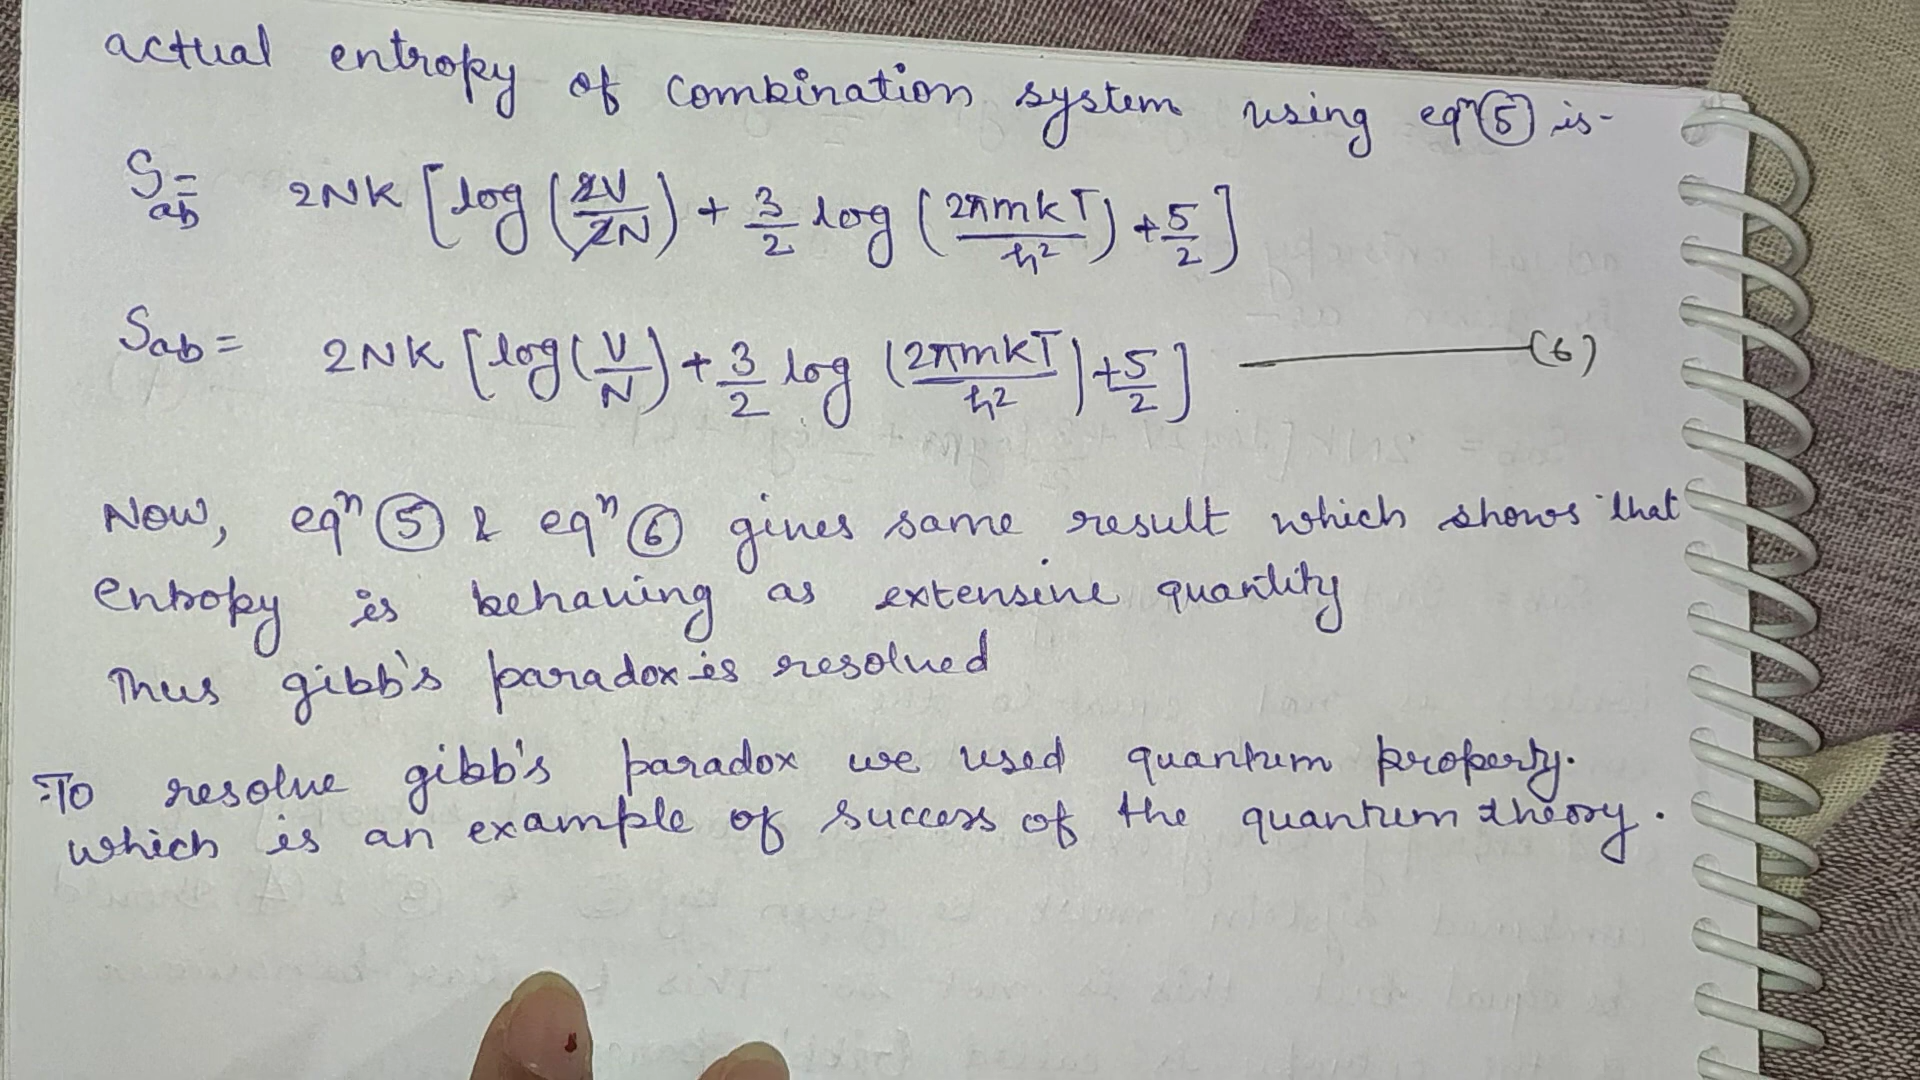 actual entropy of combination system using eqⁿ⑤ is-
S_ab = 2NK [log (2V/2N) + 3/2 log (2πmkT/h²) + 5/2]
Sab = 2NK [log (V/N) + 3/2 log (2πmKT/h²) + 5/2] —— (6)
Now, eqⁿ ⑤ & eqⁿ ⑥ gives same result which shows that
entropy is behaving as extensive quantity
Thus gibb's paradox is resolved
⇒To resolve gibb's paradox we used quantum property.
which is an example of success of the quantum theory.